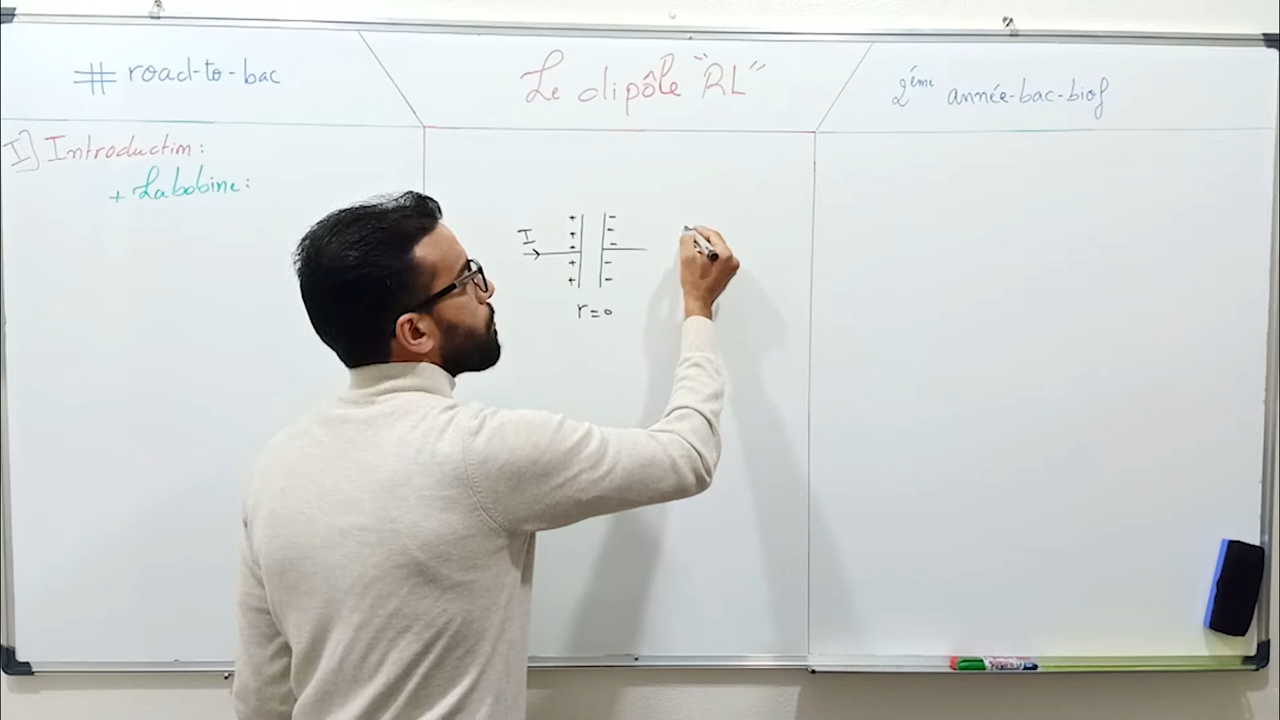 # road-to-bac
Le dipôle "RL"
2ème année-bac-biof
I] Introduction:
+ La bobine:
I
+ + + + +
- - - - -
r=0